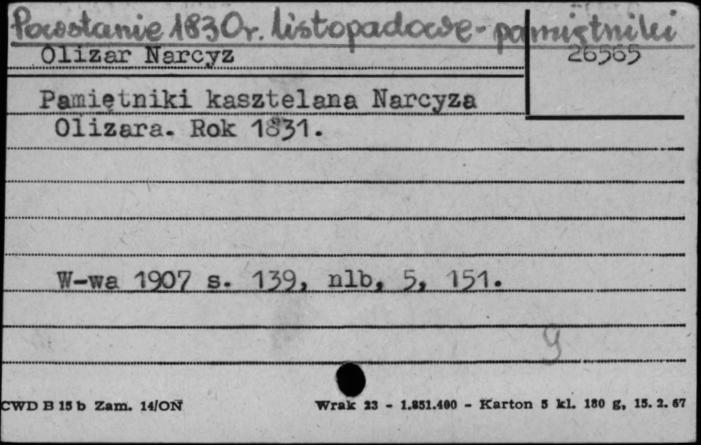 Powstanie 1830r. listopadowe - pamiętniki
Olizar Narcyz
26565
Pamiętniki kasztelana Narcyza
Olizara. Rok 1831.
W-wa 1907 s. 139, nlb, 5, 151.
9
CWD B 15 b Zam. 14/ON
Wrak 23 - 1.851.400 - Karton 5 kl. 180 g, 15. 2. 67